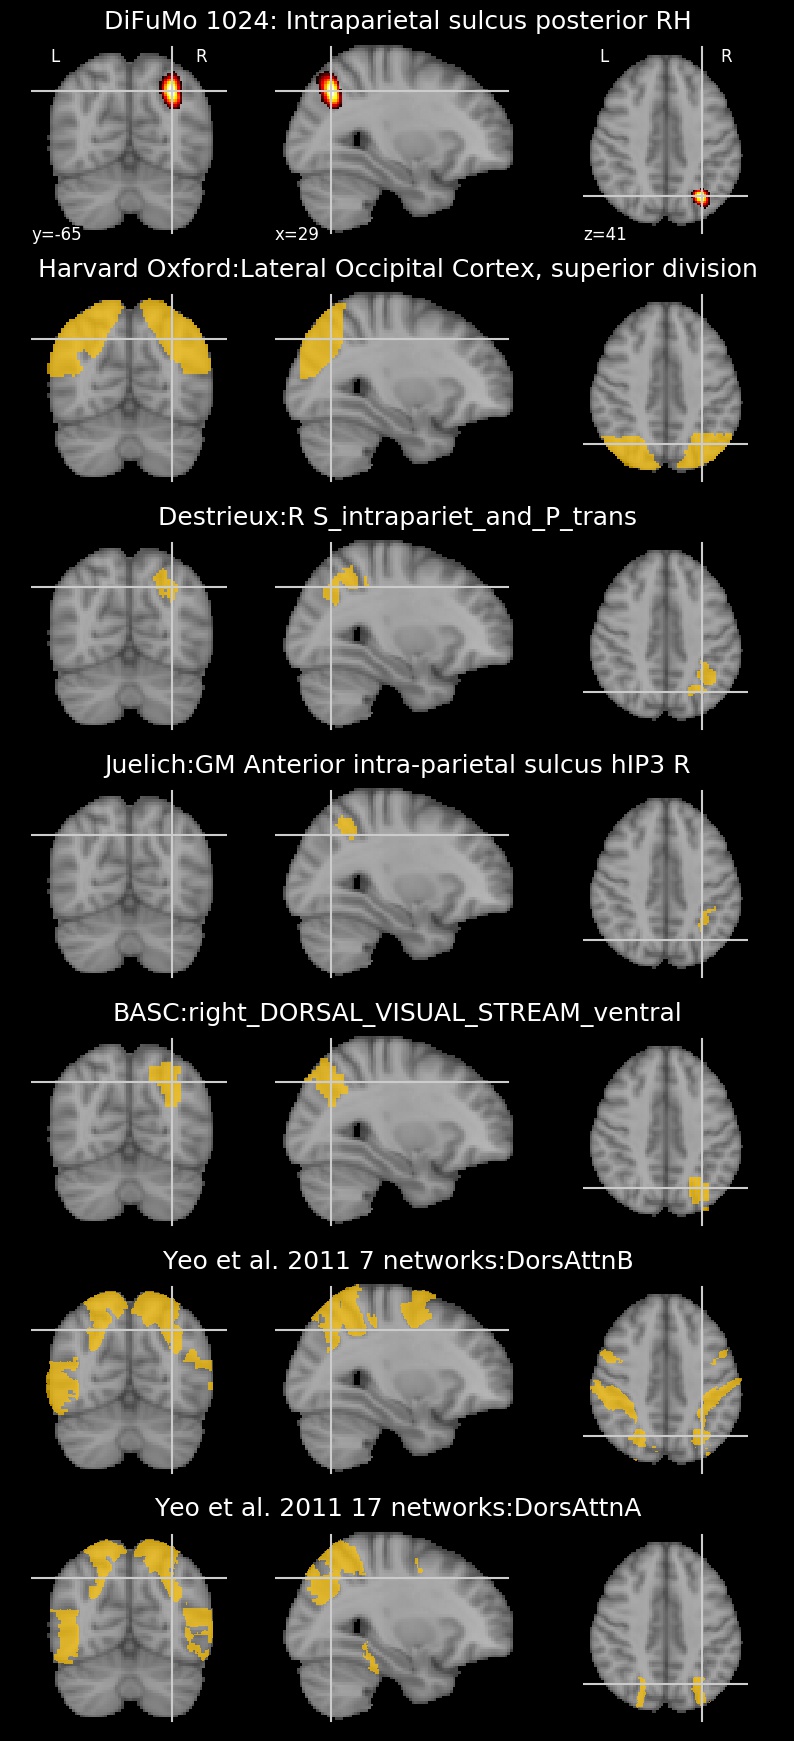 DiFuMo 1024: Intraparietal sulcus posterior RH
L R L R
y=-65 x=29 z=41
Harvard Oxford:Lateral Occipital Cortex, superior division
Destrieux:R S_intrapariet_and_P_trans
Juelich:GM Anterior intra-parietal sulcus hIP3 R
BASC:right_DORSAL_VISUAL_STREAM_ventral
Yeo et al. 2011 7 networks:DorsAttnB
Yeo et al. 2011 17 networks:DorsAttnA